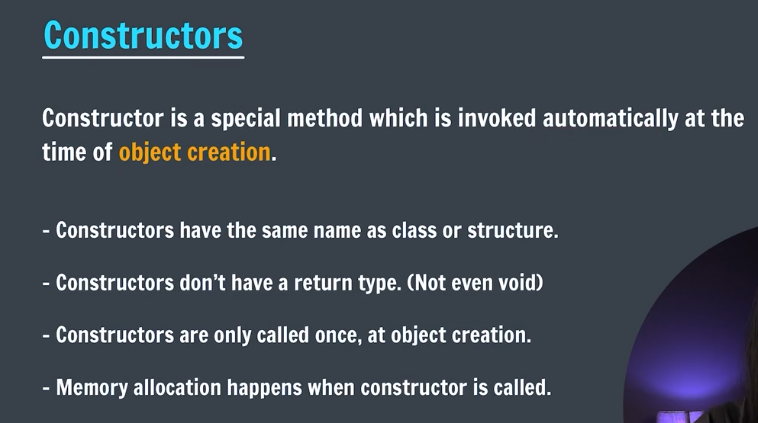 Constructors
Constructor is a special method which is invoked automatically at the
time of object creation.
- Constructors have the same name as class or structure.
- Constructors don't have a return type. (Not even void)
- Constructors are only called once, at object creation.
- Memory allocation happens when constructor is called.